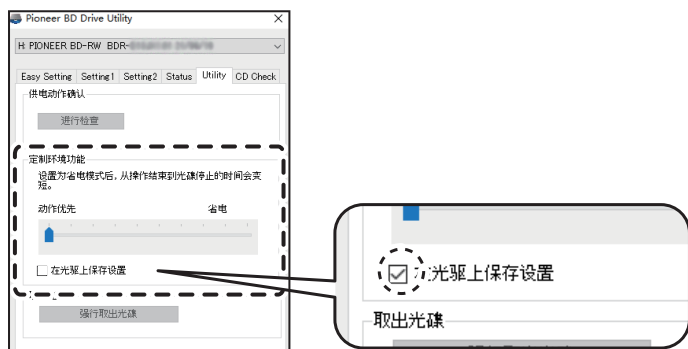 Pioneer BD Drive Utility
H: PIONEER BD-RW BDR-
Easy Setting Setting1 Setting2 Status Utility CD Check
供电动作确认
进行检查
定制环境功能
设置为省电模式后，从操作结束到光碟停止的时间会变
短。
动作优先 省电
在光驱上保存设置
强行取出光碟
光驱上保存设置
取出光碟